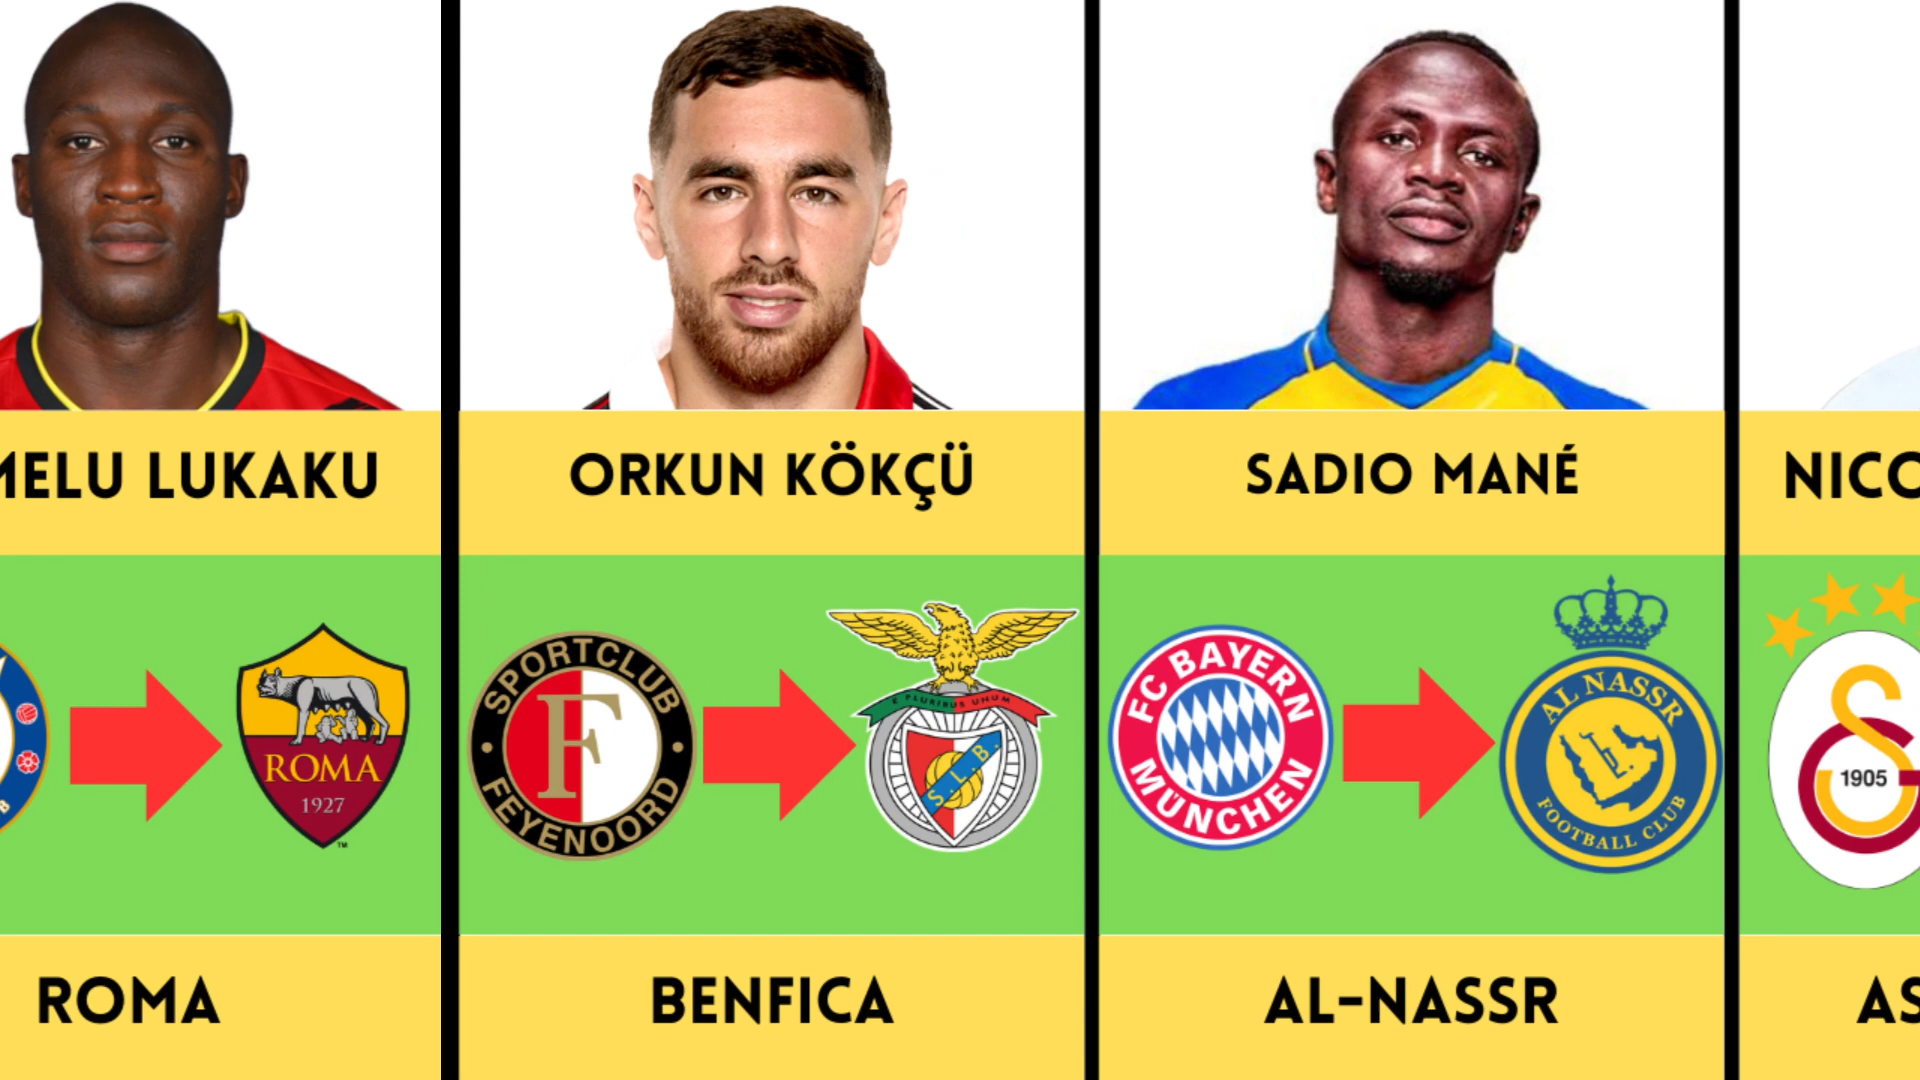 MELU LUKAKU
ORKUN KÖKÇÜ
SADIO MANÉ
NICO
ROMA
1927
TM
SPORTCLUB
F
FEYENOORD
E PLURIBUS UNUM
S.L.B.
FC BAYERN
MÜNCHEN
AL NASSR
FOOTBALL CLUB
1905
ROMA
BENFICA
AL-NASSR
AS